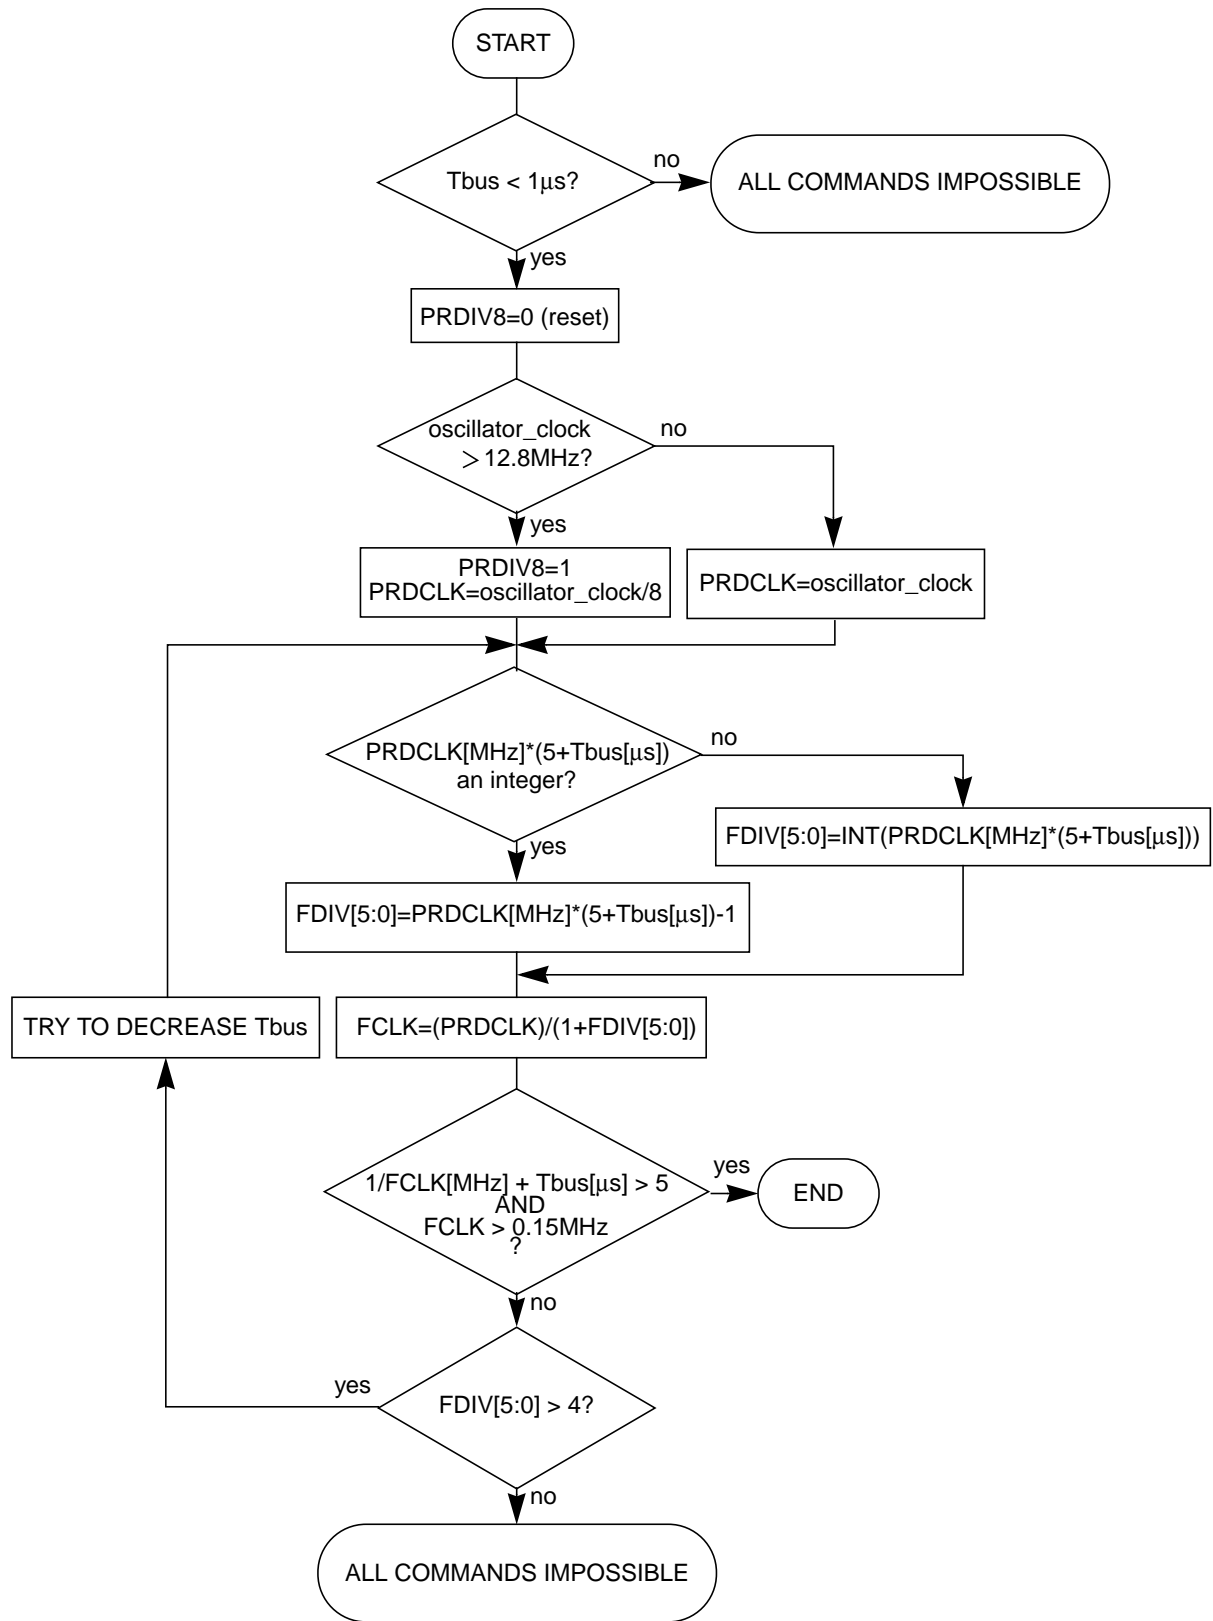 START
Tbus < 1μs?
no
ALL COMMANDS IMPOSSIBLE
yes
PRDIV8=0 (reset)
oscillator_clock
> 12.8MHz?
no
yes
PRDIV8=1
PRDCLK=oscillator_clock/8
PRDCLK=oscillator_clock
PRDCLK[MHz]*(5+Tbus[μs])
an integer?
no
yes
FDIV[5:0]=INT(PRDCLK[MHz]*(5+Tbus[μs]))
FDIV[5:0]=PRDCLK[MHz]*(5+Tbus[μs])-1
TRY TO DECREASE Tbus
FCLK=(PRDCLK)/(1+FDIV[5:0])
1/FCLK[MHz] + Tbus[μs] > 5
AND
FCLK > 0.15MHz
?
yes
END
no
FDIV[5:0] > 4?
yes
no
ALL COMMANDS IMPOSSIBLE